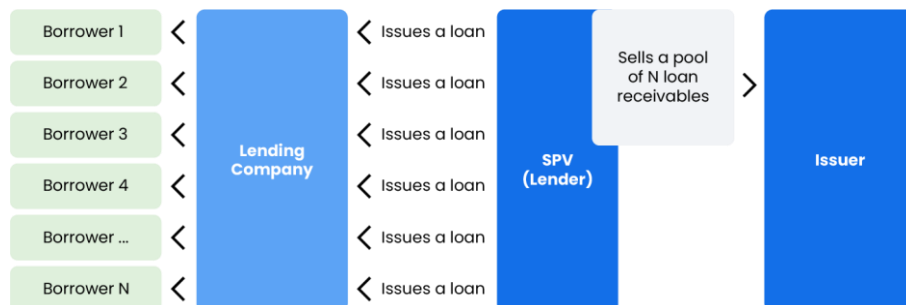 Borrower 1
Issues a loan
Sells a pool
of N loan
receivables
Borrower 2
Issues a loan
Borrower 3
Issues a loan
Lending
Company
SPV
(Lender)
Issuer
Borrower 4
Issues a loan
Borrower ...
Issues a loan
Borrower N
Issues a loan